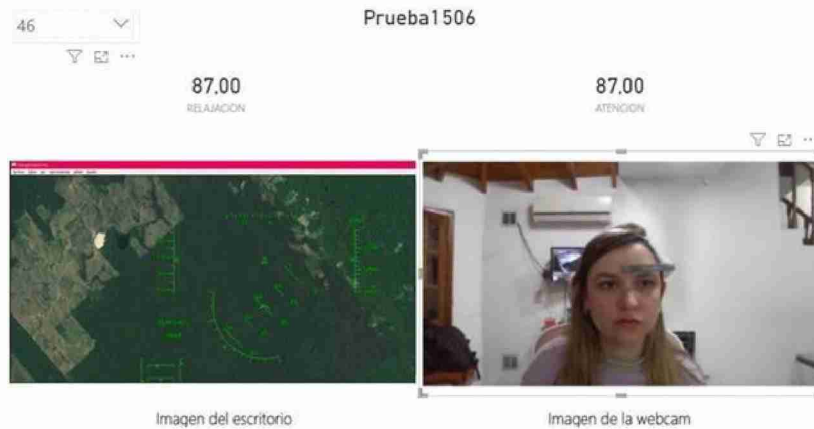 46
Prueba1506
87,00
RELAJACION
87,00
ATENCION
Imagen del escritorio
Imagen de la webcam